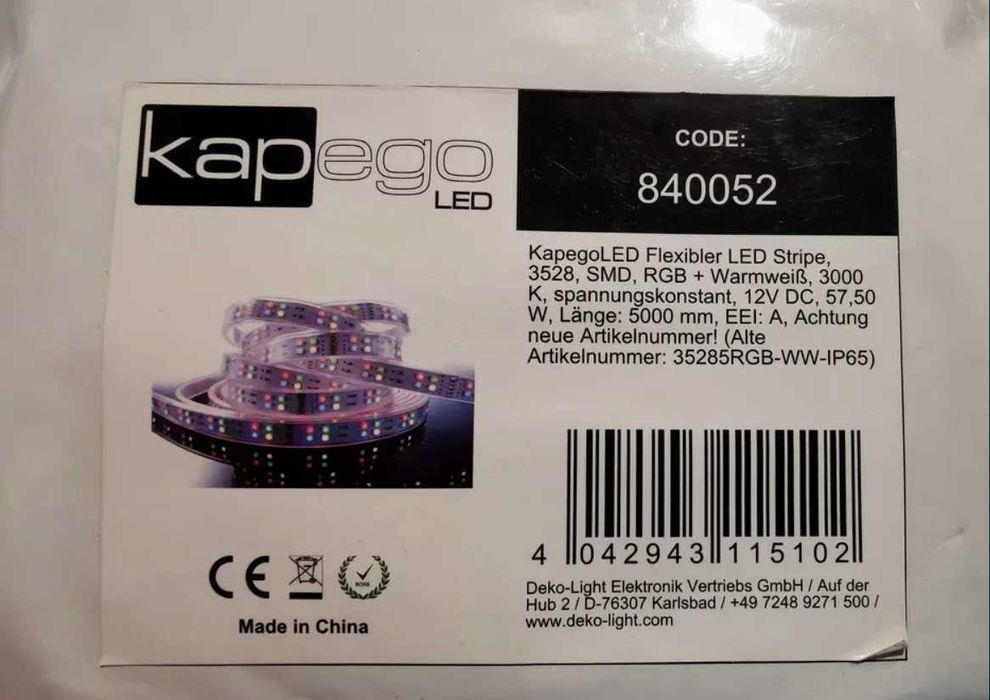 kapego
LED
CODE:
840052
KapegoLED Flexibler LED Stripe,
3528, SMD, RGB + Warmweiß, 3000
K, spannungskonstant, 12V DC, 57,50
W, Länge: 5000 mm, EEI: A, Achtung
neue Artikelnummer! (Alte
Artikelnummer: 35285RGB-WW-IP65)
4 042943 115102
CE
ROHS
Made in China
Deko-Light Elektronik Vertriebs GmbH / Auf der
Hub 2 / D-76307 Karlsbad / +49 7248 9271 500 /
www.deko-light.com